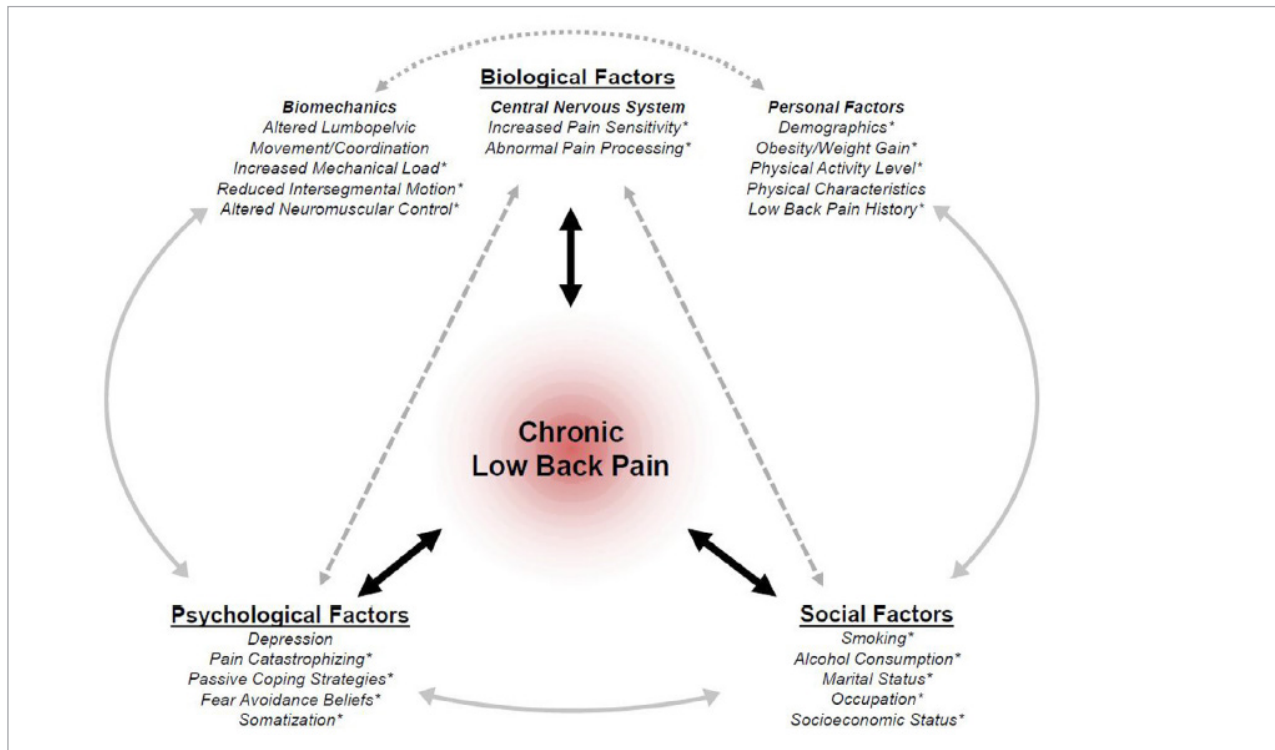 Biological Factors
Biomechanics
Altered Lumbopelvic
Movement/Coordination
Increased Mechanical Load*
Reduced Intersegmental Motion*
Altered Neuromuscular Control*
Central Nervous System
Increased Pain Sensitivity*
Abnormal Pain Processing*
Personal Factors
Demographics*
Obesity/Weight Gain*
Physical Activity Level*
Physical Characteristics
Low Back Pain History*
Chronic
Low Back Pain
Psychological Factors
Depression
Pain Catastrophizing*
Passive Coping Strategies*
Fear Avoidance Beliefs*
Somatization*
Social Factors
Smoking*
Alcohol Consumption*
Marital Status*
Occupation*
Socioeconomic Status*